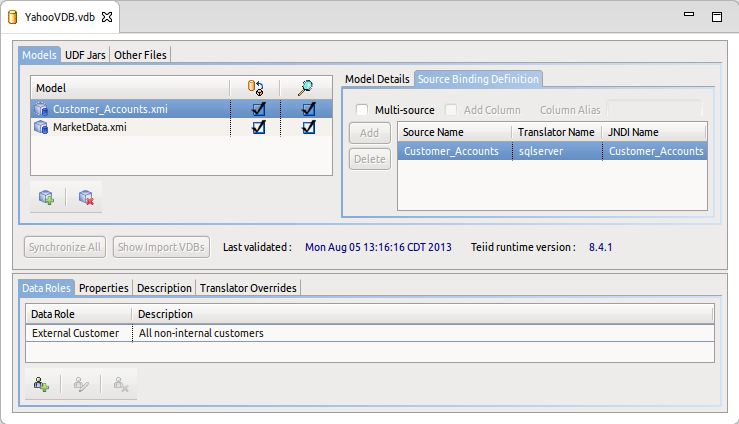 YahooVDB.vdb
Models UDF Jars Other Files
Model
Customer_Accounts.xmi
MarketData.xmi
Model Details Source Binding Definition
Multi-source Add Column Column Alias
Add
Delete
Source Name Translator Name JNDI Name
Customer_Accounts sqlserver Customer_Accounts
Synchronize All Show Import VDBs Last validated : Mon Aug 05 13:16:16 CDT 2013 Teiid runtime version : 8.4.1
Data Roles Properties Description Translator Overrides
Data Role Description
External Customer All non-internal customers